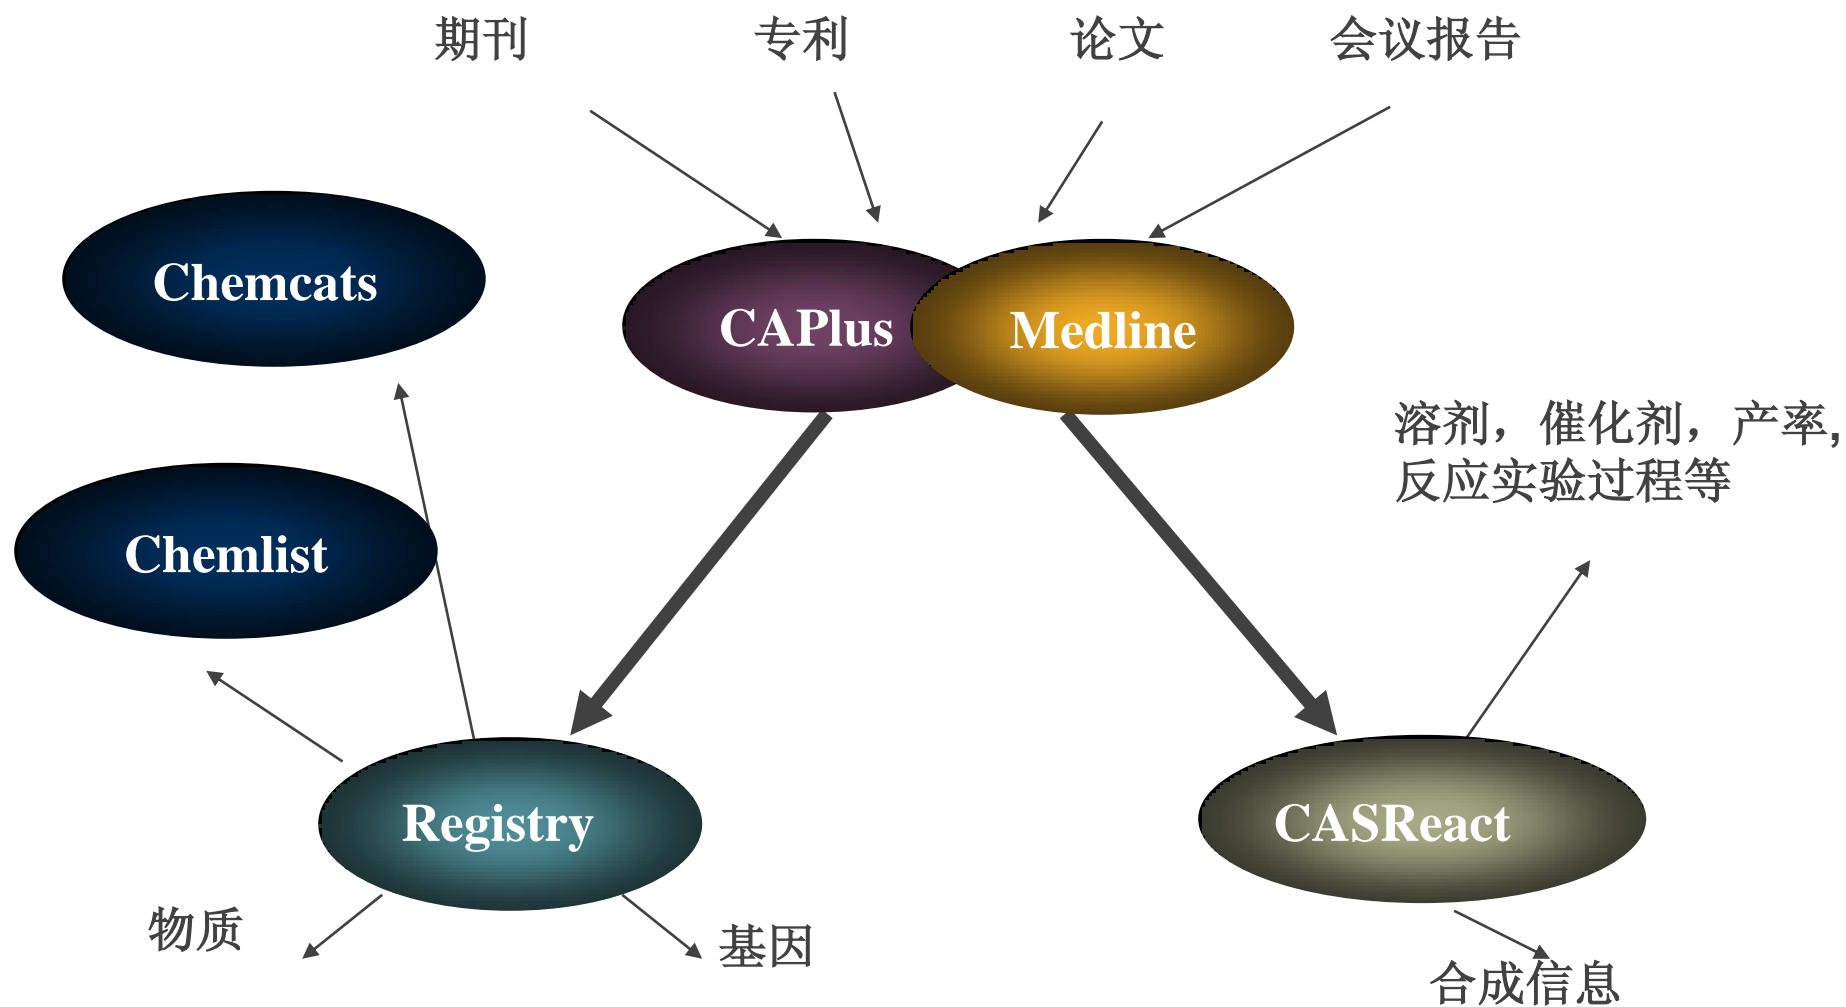 期刊
专利
论文
会议报告
Chemcats
CAPlus
Medline
溶剂，催化剂，产率,
反应实验过程等
Chemlist
Registry
CASReact
物质
基因
合成信息